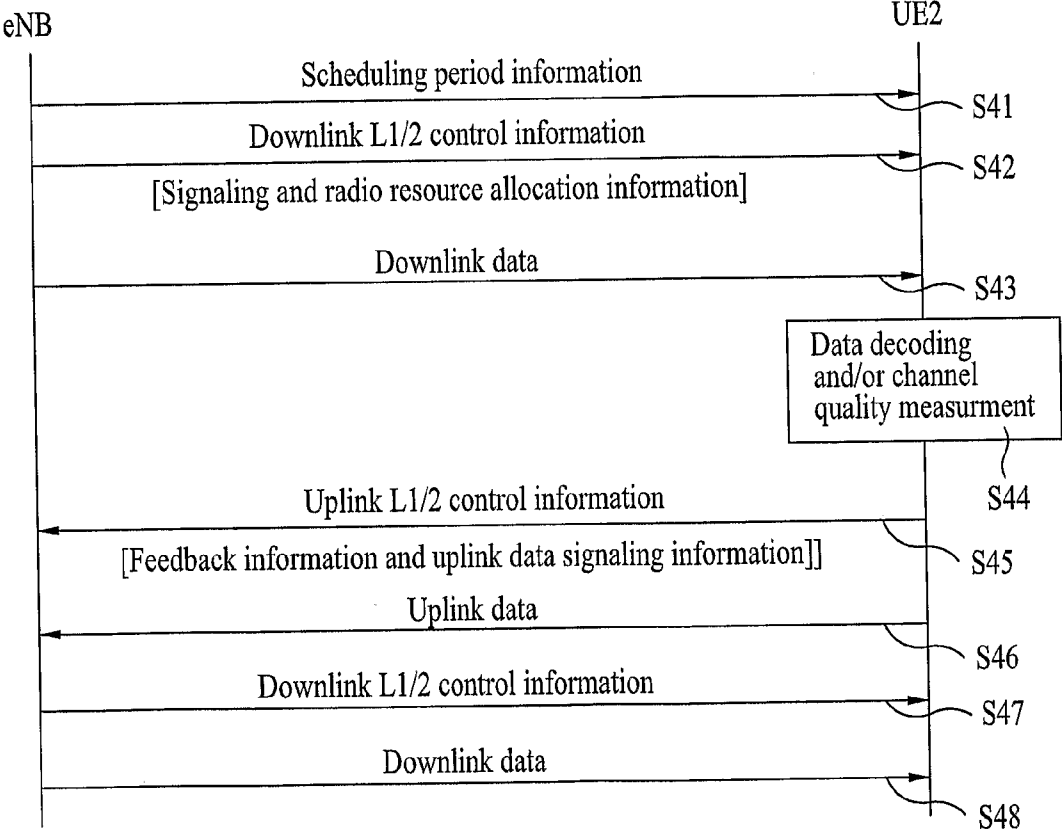 eNB
UE2
Scheduling period information
S41
Downlink L1/2 control information
S42
[Signaling and radio resource allocation information]
Downlink data
S43
Data decoding
and/or channel
quality measurment
S44
Uplink L1/2 control information
[Feedback information and uplink data signaling information]]
S45
Uplink data
S46
Downlink L1/2 control information
S47
Downlink data
S48